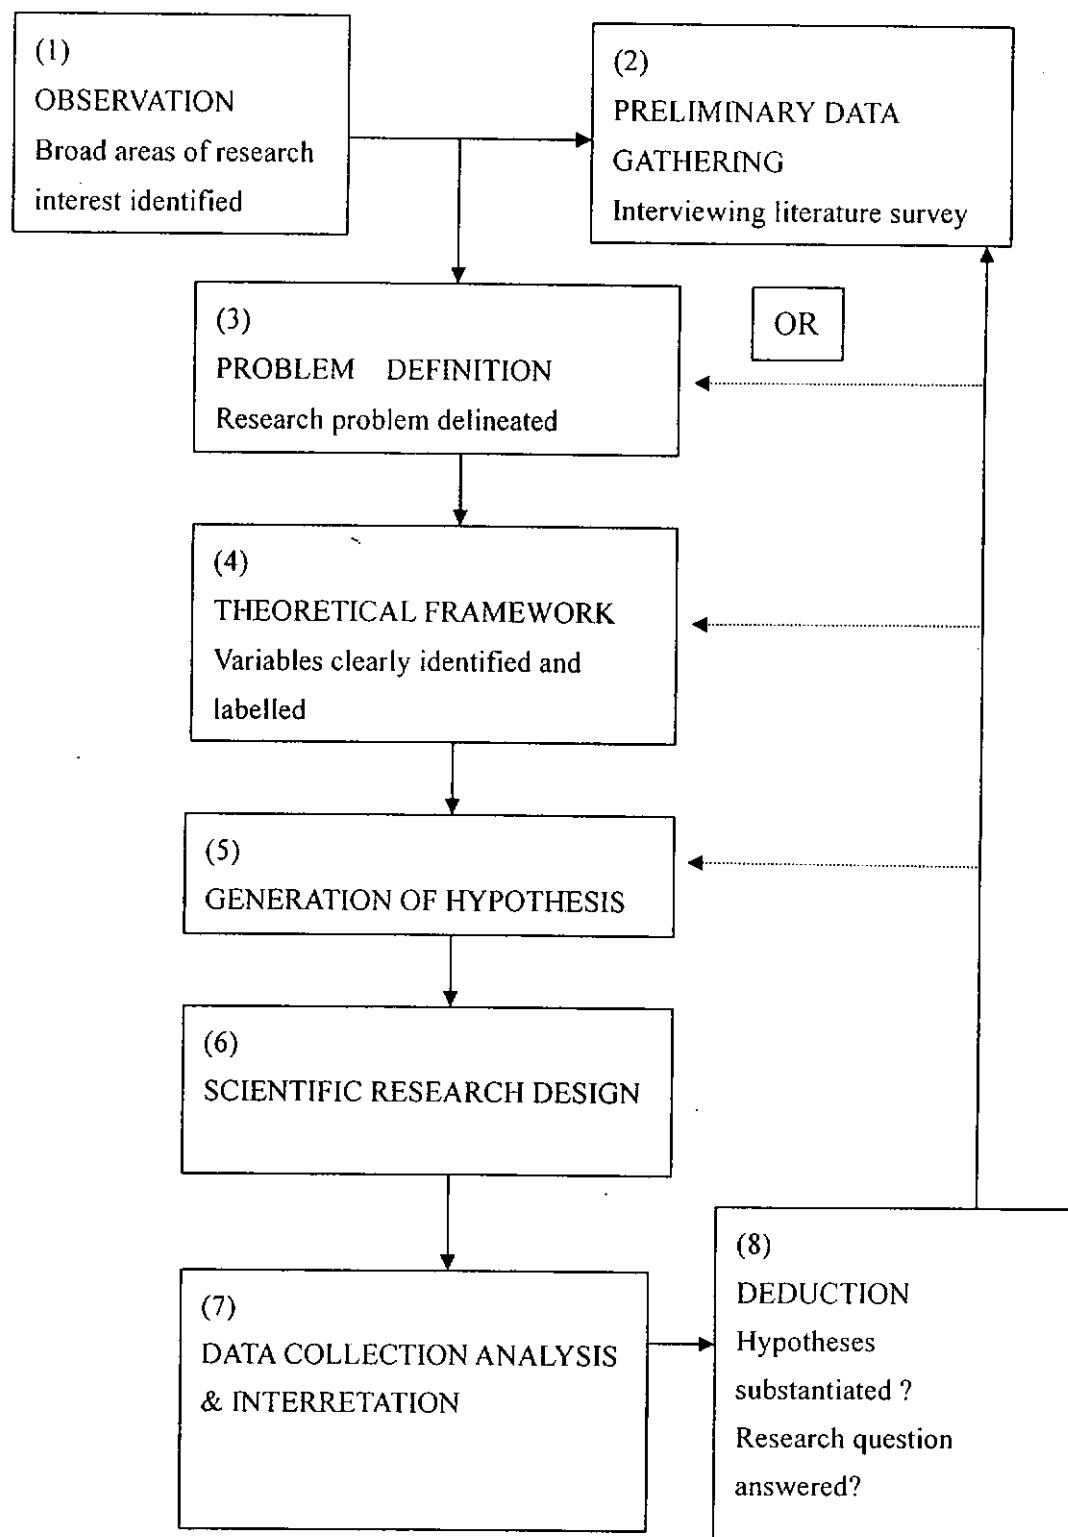 (1)
OBSERVATION
Broad areas of research
interest identified
(2)
PRELIMINARY DATA
GATHERING
Interviewing literature survey
(3)
PROBLEM DEFINITION
Research problem delineated
OR
(4)
THEORETICAL FRAMEWORK
Variables clearly identified and
labelled
(5)
GENERATION OF HYPOTHESIS
(6)
SCIENTIFIC RESEARCH DESIGN
(7)
DATA COLLECTION ANALYSIS
& INTERRETATION
(8)
DEDUCTION
Hypotheses
substantiated ?
Research question
answered?